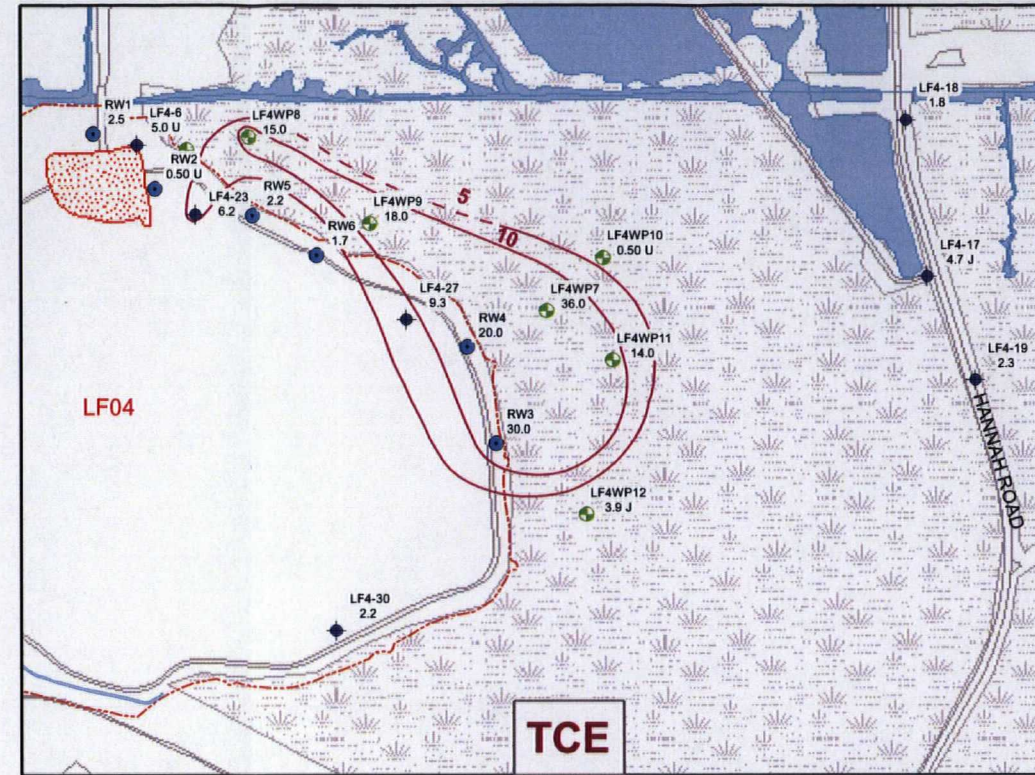 LF4-18
1.8
RW1
2.5
LF4-6
5.0 U
LF4WP8
15.0
RW2
0.50 U
LF4-23
6.2
RW5
2.2
LF4WP9
18.0
5
RW6
1.7
10
LF4WP10
0.50 U
LF4-17
4.7 J
LF4-27
9.3
LF4WP7
36.0
RW4
20.0
LF4WP11
14.0
LF4-19
2.3
LF04
RW3
30.0
HANNAH ROAD
LF4WP12
3.9 J
LF4-30
2.2
TCE